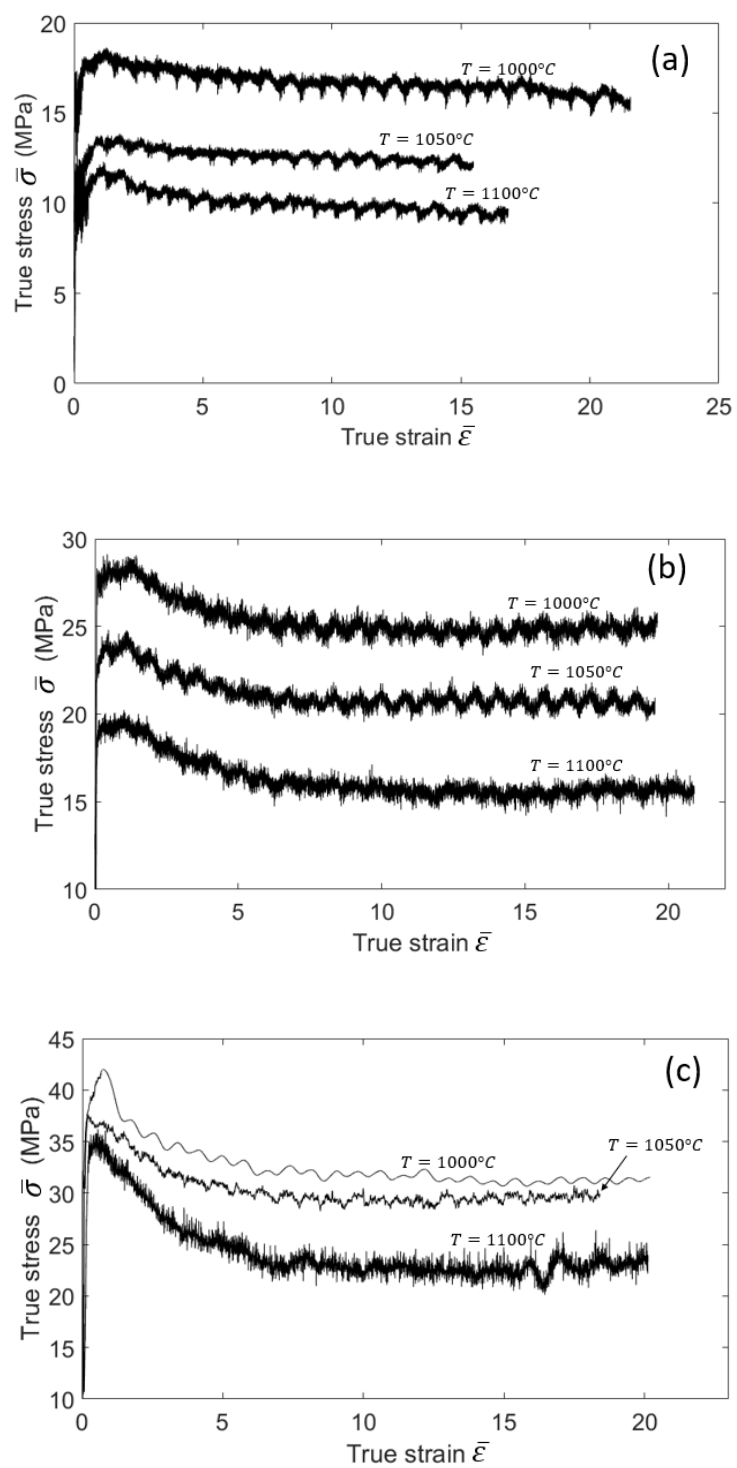 20
15
10
5
0
True stress σ̄ (MPa)
(a)
T = 1000°C
T = 1050°C
T = 1100°C
0 5 10 15 20 25
True strain ε̄
30
25
20
15
10
True stress σ̄ (MPa)
(b)
T = 1000°C
T = 1050°C
T = 1100°C
0 5 10 15 20
True strain ε̄
45
40
35
30
25
20
15
10
True stress σ̄ (MPa)
(c)
T = 1050°C
T = 1000°C
T = 1100°C
0 5 10 15 20
True strain ε̄